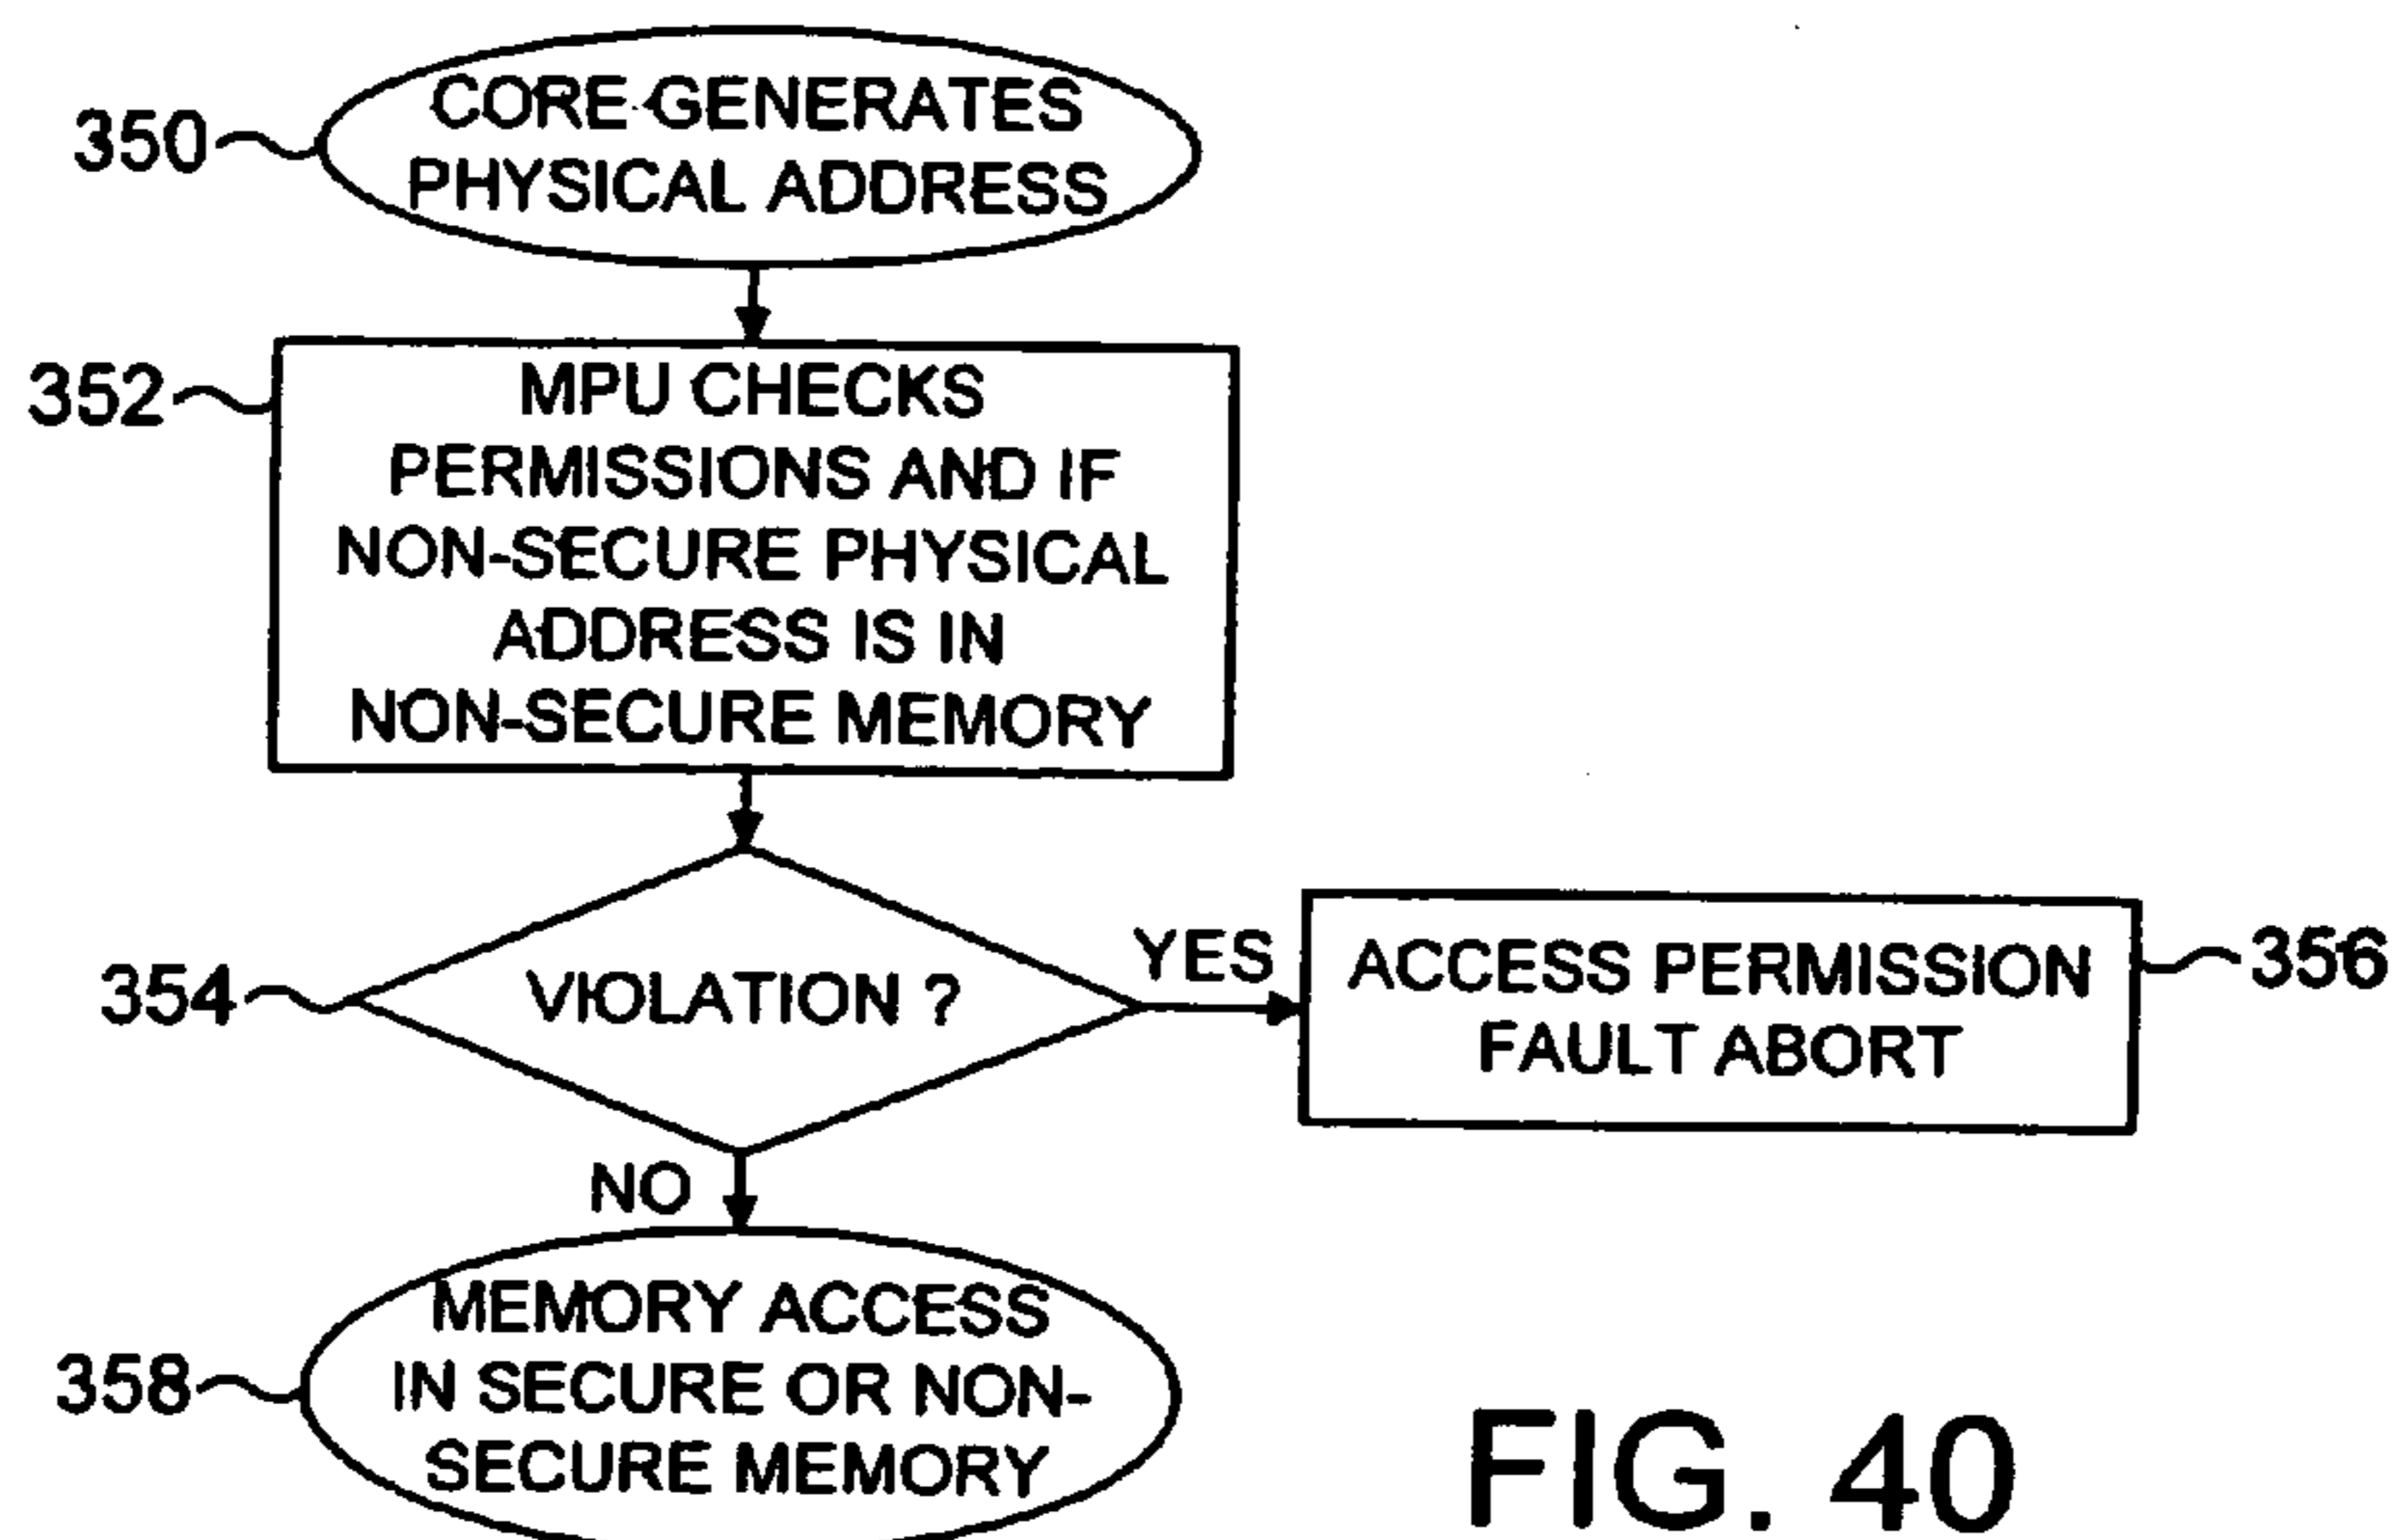 350
CORE GENERATES
PHYSICAL ADDRESS
352
MPU CHECKS
PERMISSIONS AND IF
NON-SECURE PHYSICAL
ADDRESS IS IN
NON-SECURE MEMORY
354
VIOLATION ?
YES
ACCESS PERMISSION
FAULT ABORT
356
NO
358
MEMORY ACCESS
IN SECURE OR NON-
SECURE MEMORY
FIG. 40